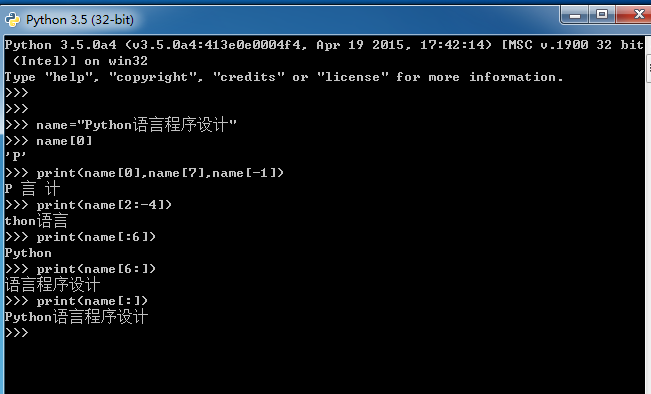 Python 3.5 (32-bit)
Python 3.5.0a4 (v3.5.0a4:413e0e0004f4, Apr 19 2015, 17:42:14) [MSC v.1900 32 bit
 (Intel)] on win32
Type "help", "copyright", "credits" or "license" for more information.
>>>
>>>
>>> name="Python语言程序设计"
>>> name[0]
'P'
>>> print(name[0],name[7],name[-1])
P 言 计
>>> print(name[2:-4])
thon语言
>>> print(name[:6])
Python
>>> print(name[6:])
语言程序设计
>>> print(name[:])
Python语言程序设计
>>>